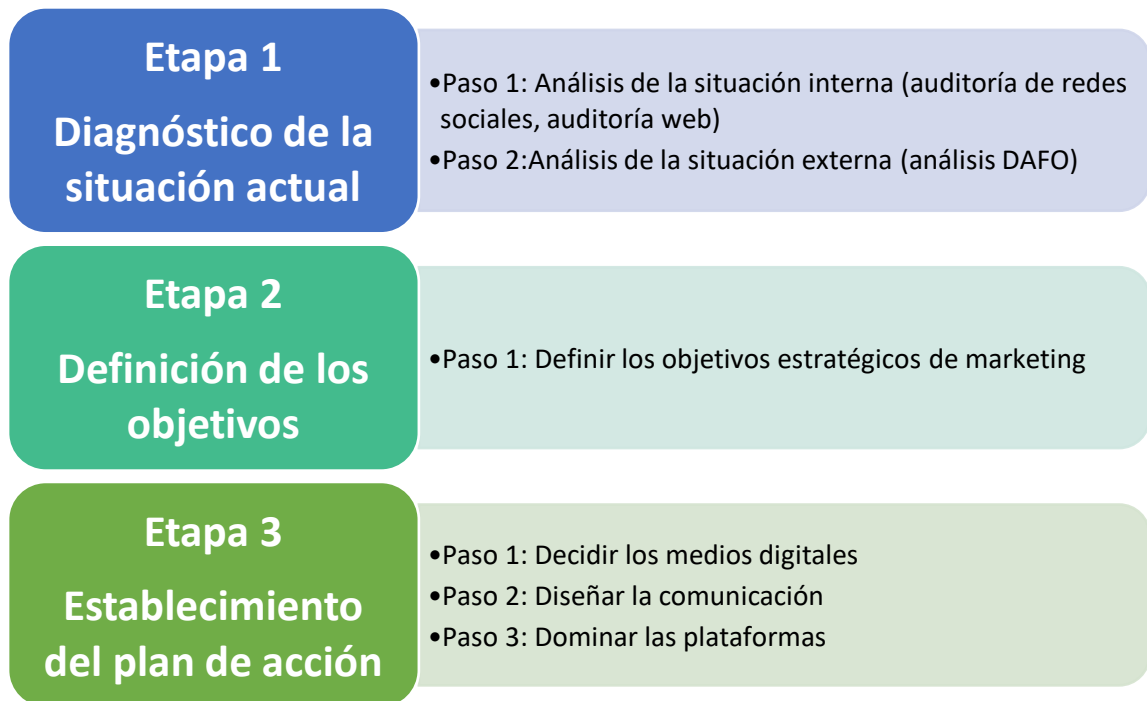 Etapa 1
Diagnóstico de la
situación actual
•Paso 1: Análisis de la situación interna (auditoría de redes
sociales, auditoría web)
•Paso 2:Análisis de la situación externa (análisis DAFO)
Etapa 2
Definición de los
objetivos
•Paso 1: Definir los objetivos estratégicos de marketing
Etapa 3
Establecimiento
del plan de acción
•Paso 1: Decidir los medios digitales
•Paso 2: Diseñar la comunicación
•Paso 3: Dominar las plataformas